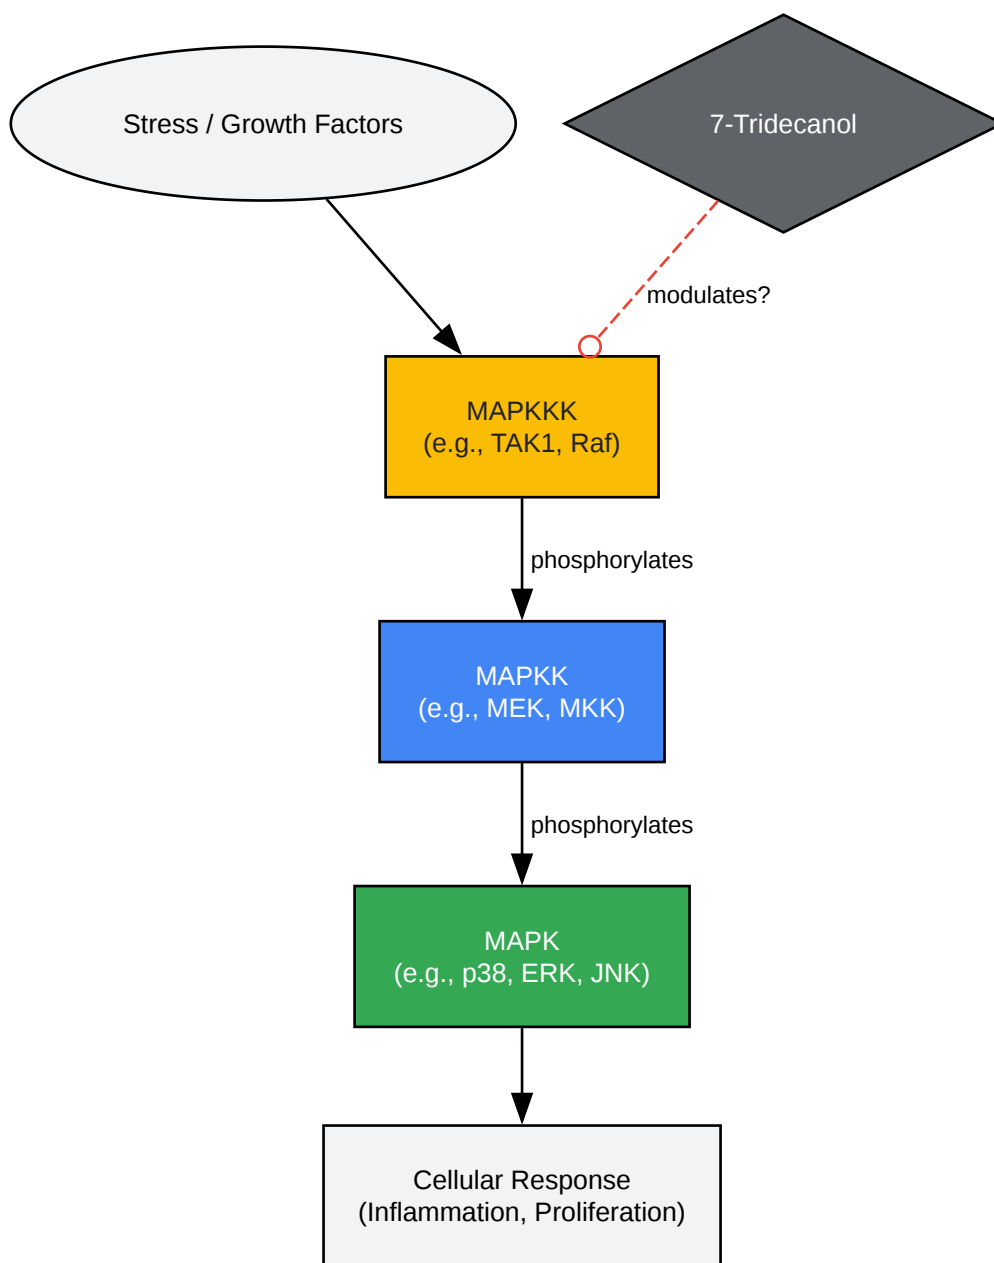 Stress / Growth Factors
7-Tridecanol
modulates?
MAPKKK
(e.g., TAK1, Raf)
phosphorylates
MAPKK
(e.g., MEK, MKK)
phosphorylates
MAPK
(e.g., p38, ERK, JNK)
Cellular Response
(Inflammation, Proliferation)